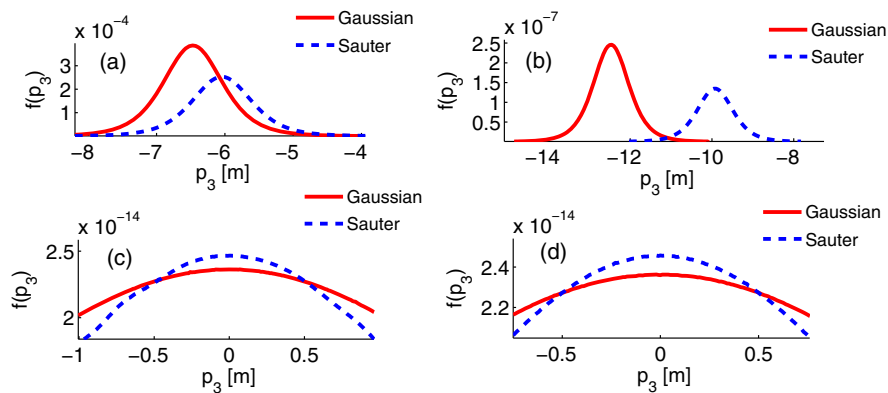 x 10⁻⁴
Gaussian
Sauter
(a)
f(p₃)
3
2
1
−8 −7 −6 −5 −4
p₃ [m]
x 10⁻⁷
Gaussian
Sauter
(b)
f(p₃)
2.5
2
1.5
1
0.5
−14 −12 −10 −8
p₃ [m]
x 10⁻¹⁴
Gaussian
Sauter
(c)
f(p₃)
2.5
2
−1 −0.5 0 0.5
p₃ [m]
x 10⁻¹⁴
Gaussian
Sauter
(d)
f(p₃)
2.4
2.2
−0.5 0 0.5
p₃ [m]